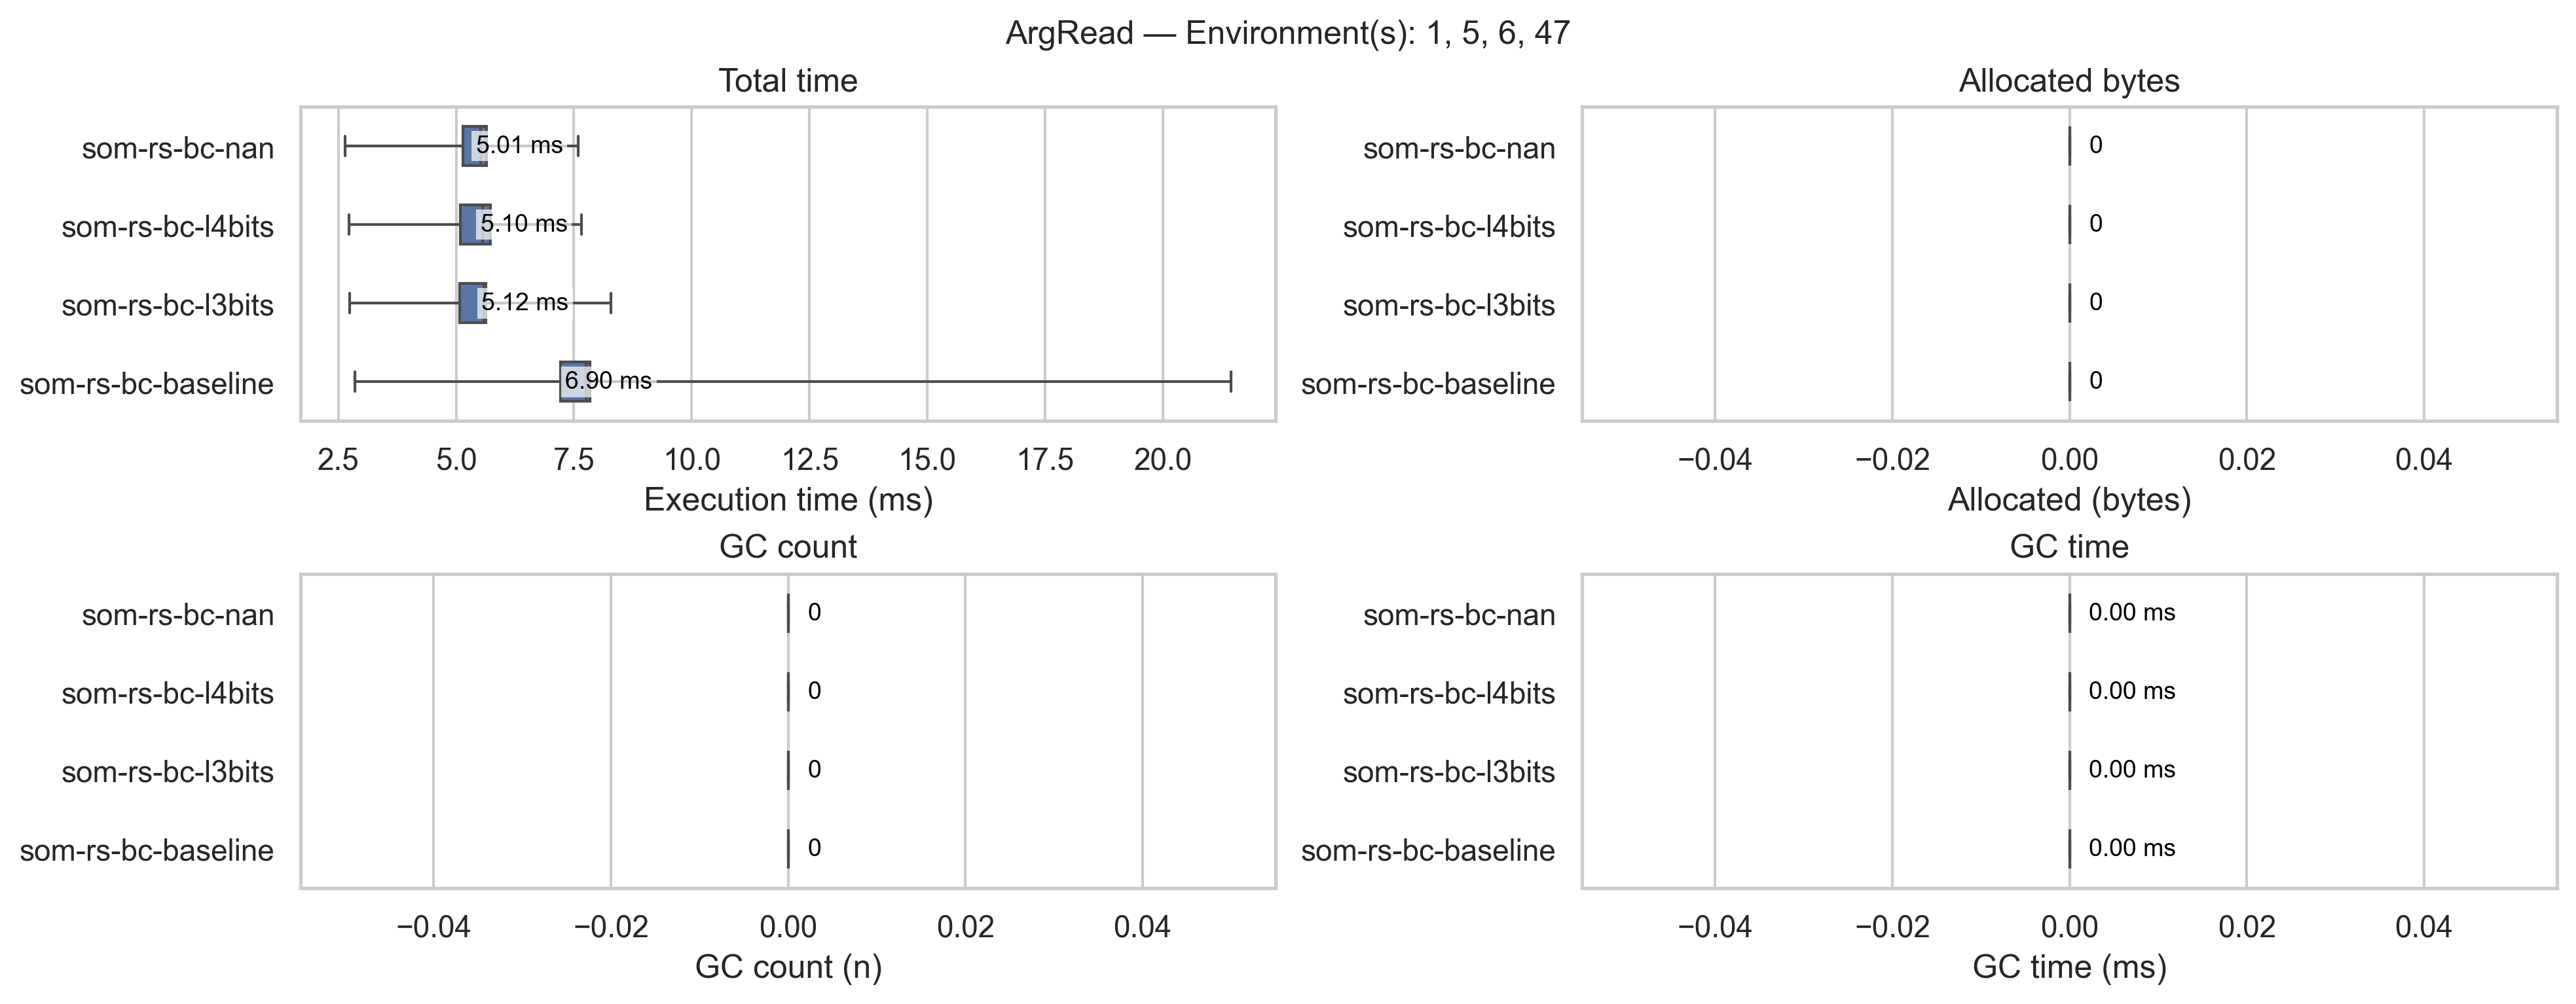 ArgRead — Environment(s): 1, 5, 6, 47
Total time
som-rs-bc-nan
5.01 ms
som-rs-bc-l4bits
5.10 ms
som-rs-bc-l3bits
5.12 ms
som-rs-bc-baseline
6.90 ms
2.5 5.0 7.5 10.0 12.5 15.0 17.5 20.0
Execution time (ms)
Allocated bytes
som-rs-bc-nan
0
som-rs-bc-l4bits
0
som-rs-bc-l3bits
0
som-rs-bc-baseline
0
−0.04 −0.02 0.00 0.02 0.04
Allocated (bytes)
GC count
som-rs-bc-nan
0
som-rs-bc-l4bits
0
som-rs-bc-l3bits
0
som-rs-bc-baseline
0
−0.04 −0.02 0.00 0.02 0.04
GC count (n)
GC time
som-rs-bc-nan
0.00 ms
som-rs-bc-l4bits
0.00 ms
som-rs-bc-l3bits
0.00 ms
som-rs-bc-baseline
0.00 ms
−0.04 −0.02 0.00 0.02 0.04
GC time (ms)